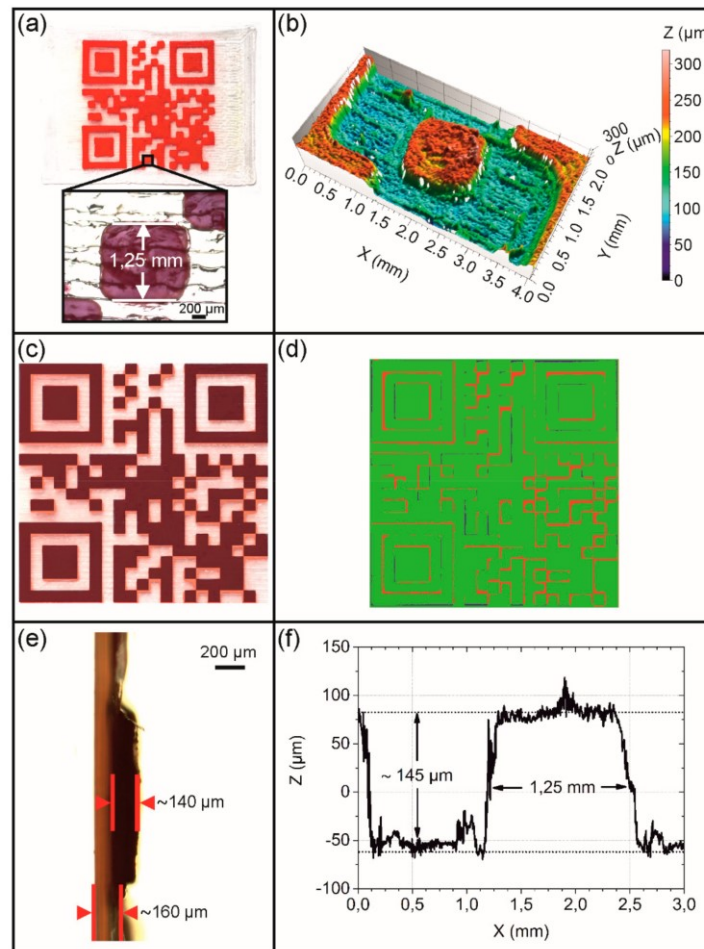 (a)
1,25 mm
200 µm
(b)
Z (µm)
300
250
200
150
100
50
0
300
0
Z (µm)
0.0
0.5
1.0
1.5
2.0
2.5
3.0
3.5
4.0
X (mm)
0.0
0.5
1.0
1.5
2.0
Y (mm)
(c)
(d)
(e)
200 µm
~140 µm
~160 µm
(f)
150
100
50
0
-50
-100
Z (µm)
~ 145 µm
1,25 mm
0,0 0,5 1,0 1,5 2,0 2,5 3,0
X (mm)